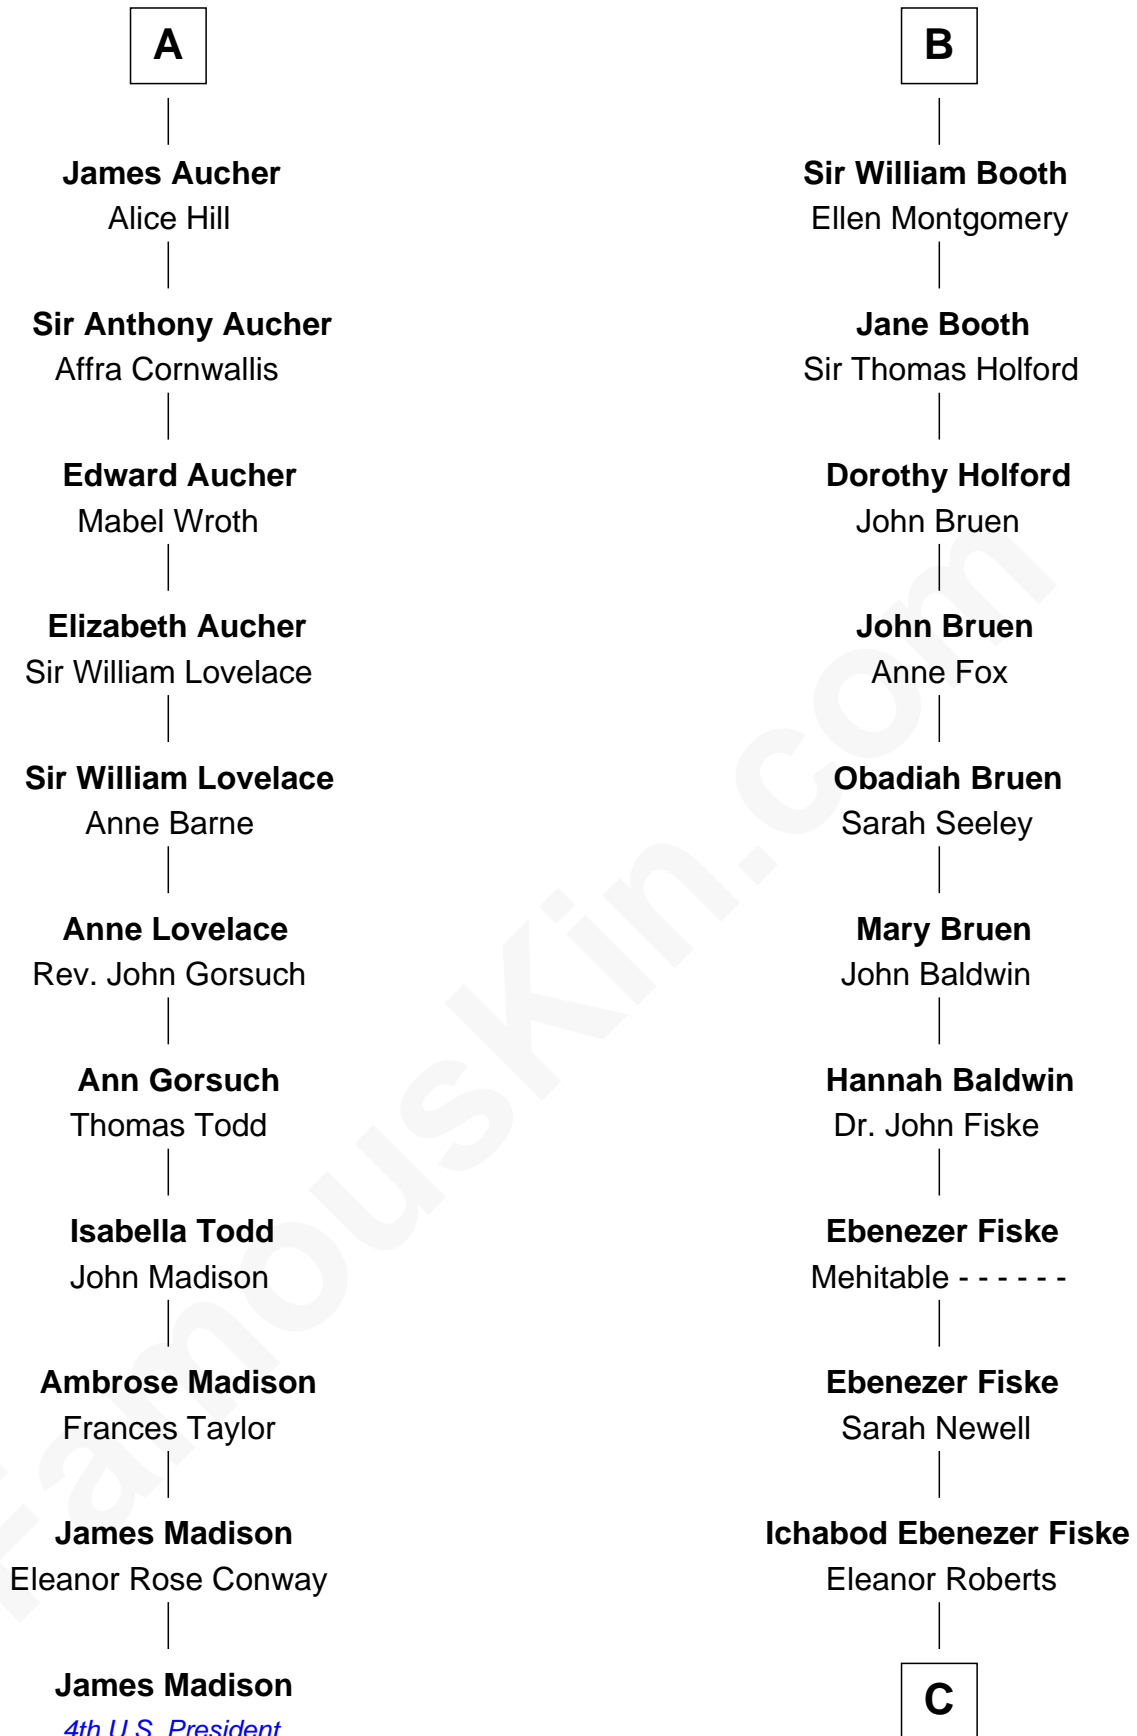 A
James Aucher
Alice Hill
Sir Anthony Aucher
Affra Cornwallis
Edward Aucher
Mabel Wroth
Elizabeth Aucher
Sir William Lovelace
Sir William Lovelace
Anne Barne
Anne Lovelace
Rev. John Gorsuch
Ann Gorsuch
Thomas Todd
Isabella Todd
John Madison
Ambrose Madison
Frances Taylor
James Madison
Eleanor Rose Conway
James Madison
4th U.S. President
B
Sir William Booth
Ellen Montgomery
Jane Booth
Sir Thomas Holford
Dorothy Holford
John Bruen
John Bruen
Anne Fox
Obadiah Bruen
Sarah Seeley
Mary Bruen
John Baldwin
Hannah Baldwin
Dr. John Fiske
Ebenezer Fiske
Mehitable - - - - - -
Ebenezer Fiske
Sarah Newell
Ichabod Ebenezer Fiske
Eleanor Roberts
C
FamousKin.com